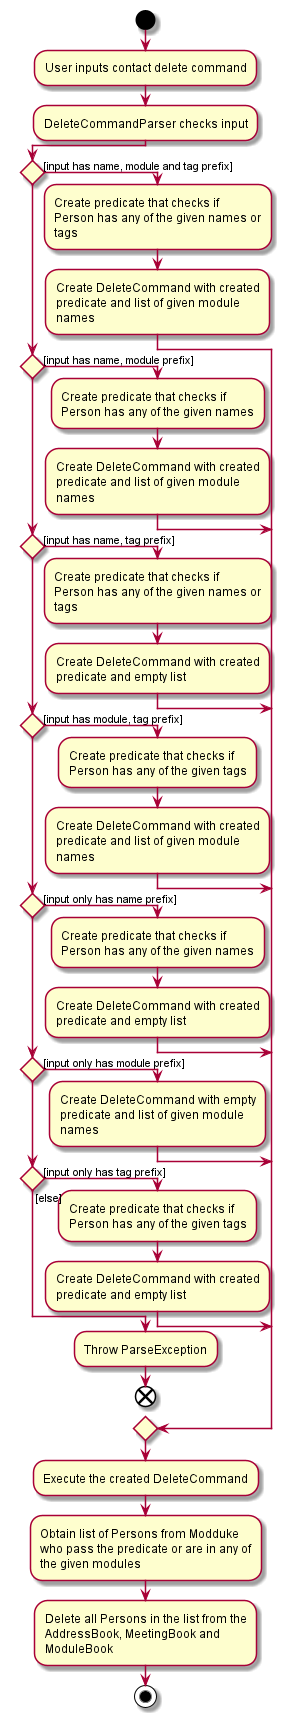 User inputs contact delete command
DeleteCommandParser checks input
[input has name, module and tag prefix]
Create predicate that checks if
Person has any of the given names or
tags
Create DeleteCommand with created
predicate and list of given module
names
[input has name, module prefix]
Create predicate that checks if
Person has any of the given names
Create DeleteCommand with created
predicate and list of given module
names
[input has name, tag prefix]
Create predicate that checks if
Person has any of the given names or
tags
Create DeleteCommand with created
predicate and empty list
[input has module, tag prefix]
Create predicate that checks if
Person has any of the given tags
Create DeleteCommand with created
predicate and list of given module
names
[input only has name prefix]
Create predicate that checks if
Person has any of the given names
Create DeleteCommand with created
predicate and empty list
[input only has module prefix]
Create DeleteCommand with empty
predicate and list of given module
names
[input only has tag prefix]
[else]
Create predicate that checks if
Person has any of the given tags
Create DeleteCommand with created
predicate and empty list
Throw ParseException
Execute the created DeleteCommand
Obtain list of Persons from Modduke
who pass the predicate or are in any of
the given modules
Delete all Persons in the list from the
AddressBook, MeetingBook and
ModuleBook